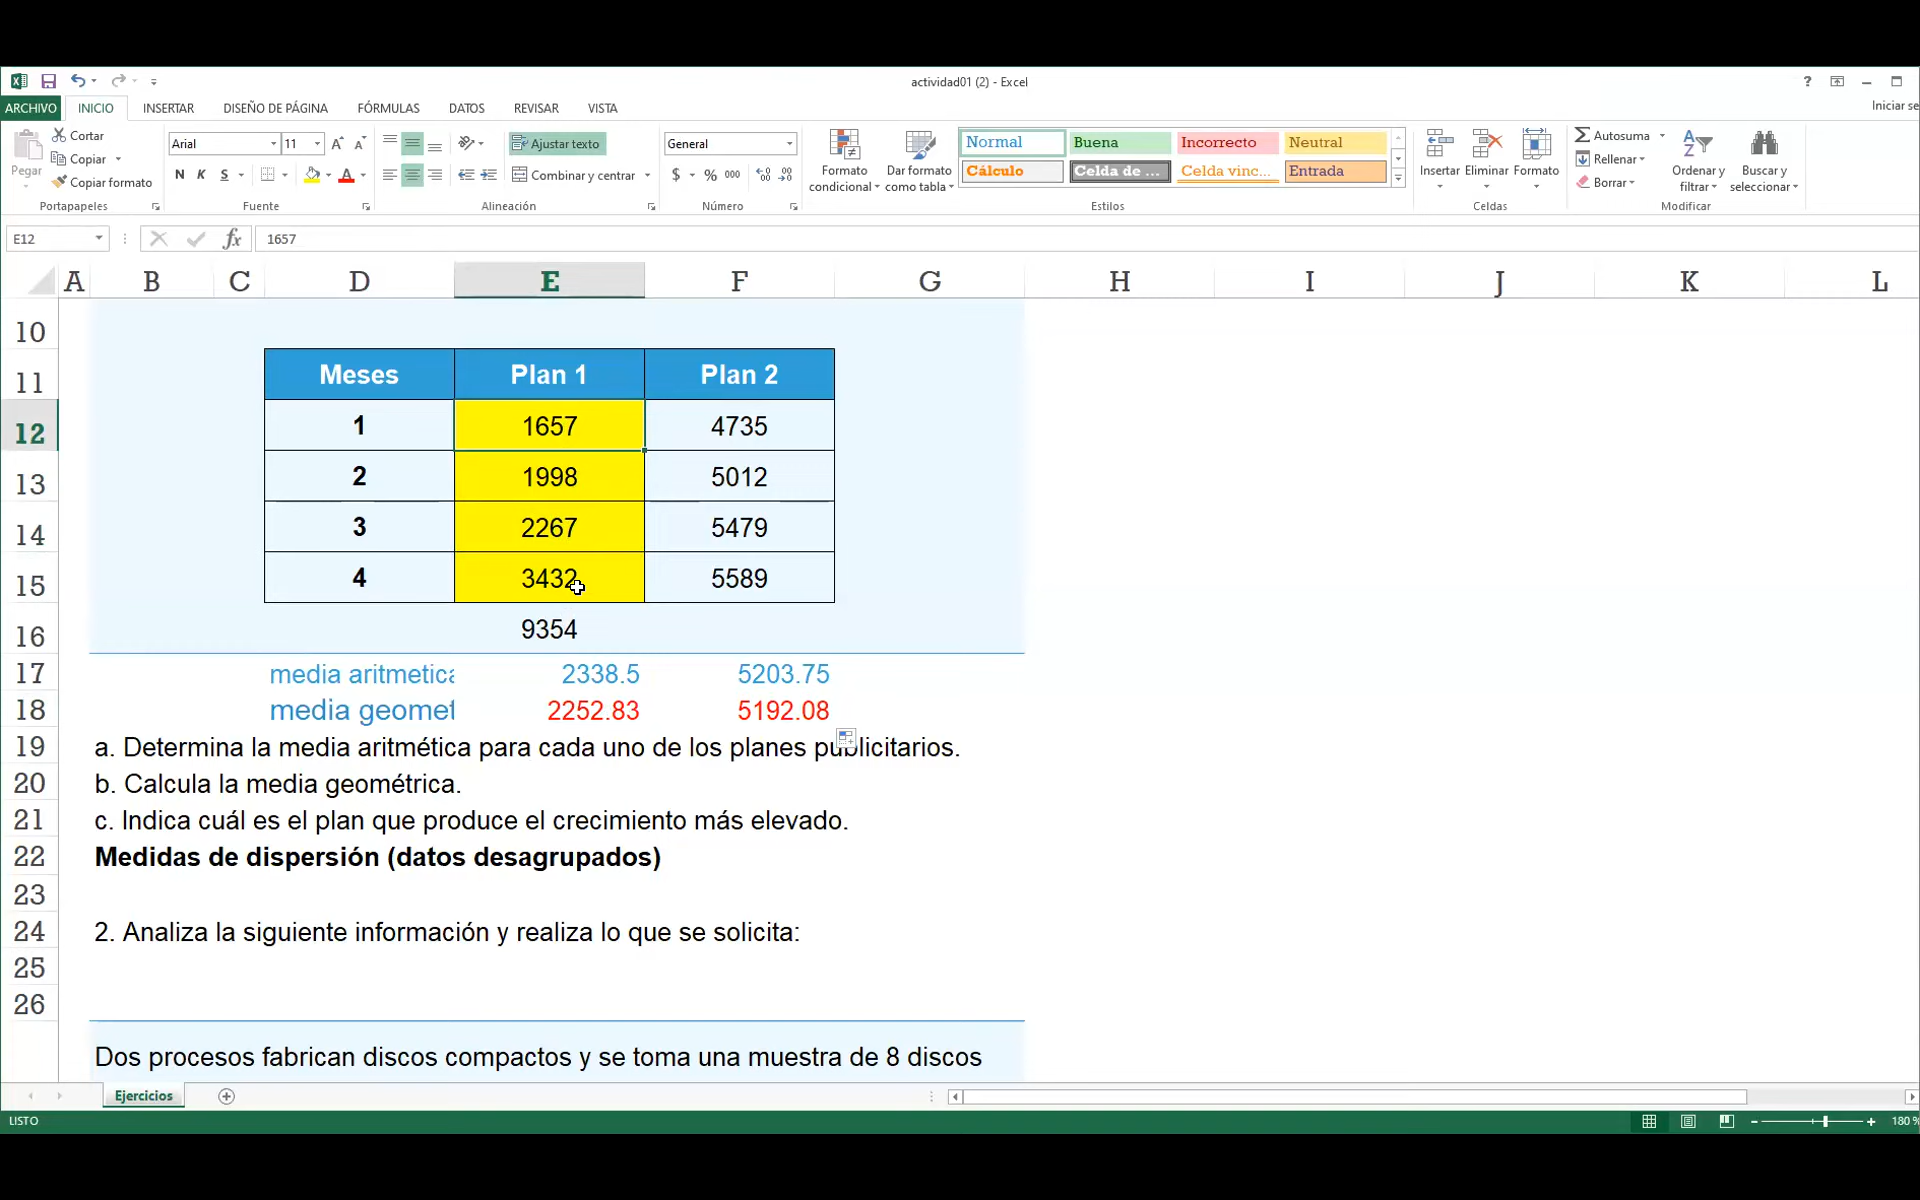 actividad01 (2) - Excel
?
ARCHIVO INICIO INSERTAR DISEÑO DE PÁGINA FÓRMULAS DATOS REVISAR VISTA Iniciar se
Pegar Cortar
Copiar
Copiar formato
Portapapeles
Arial 11
N K S
Fuente
Ajustar texto
Combinar y centrar
Alineación
General
$ % 000
Número
Formato condicional
Dar formato como tabla
Normal Buena Incorrecto Neutral
Cálculo Celda de ... Celda vinc... Entrada
Estilos
Insertar Eliminar Formato
Celdas
Autosuma
Rellenar
Borrar
Ordenar y filtrar
Buscar y seleccionar
Modificar
E12 fx 1657
A B C D E F G H I J K L
10
11 Meses Plan 1 Plan 2
12 1 1657 4735
13 2 1998 5012
14 3 2267 5479
15 4 3432 5589
16 9354
17 media aritmetica 2338.5 5203.75
18 media geomet 2252.83 5192.08
19 a. Determina la media aritmética para cada uno de los planes publicitarios.
20 b. Calcula la media geométrica.
21 c. Indica cuál es el plan que produce el crecimiento más elevado.
22 Medidas de dispersión (datos desagrupados)
23
24 2. Analiza la siguiente información y realiza lo que se solicita:
25
26
Dos procesos fabrican discos compactos y se toma una muestra de 8 discos
Ejercicios
LISTO 180 %